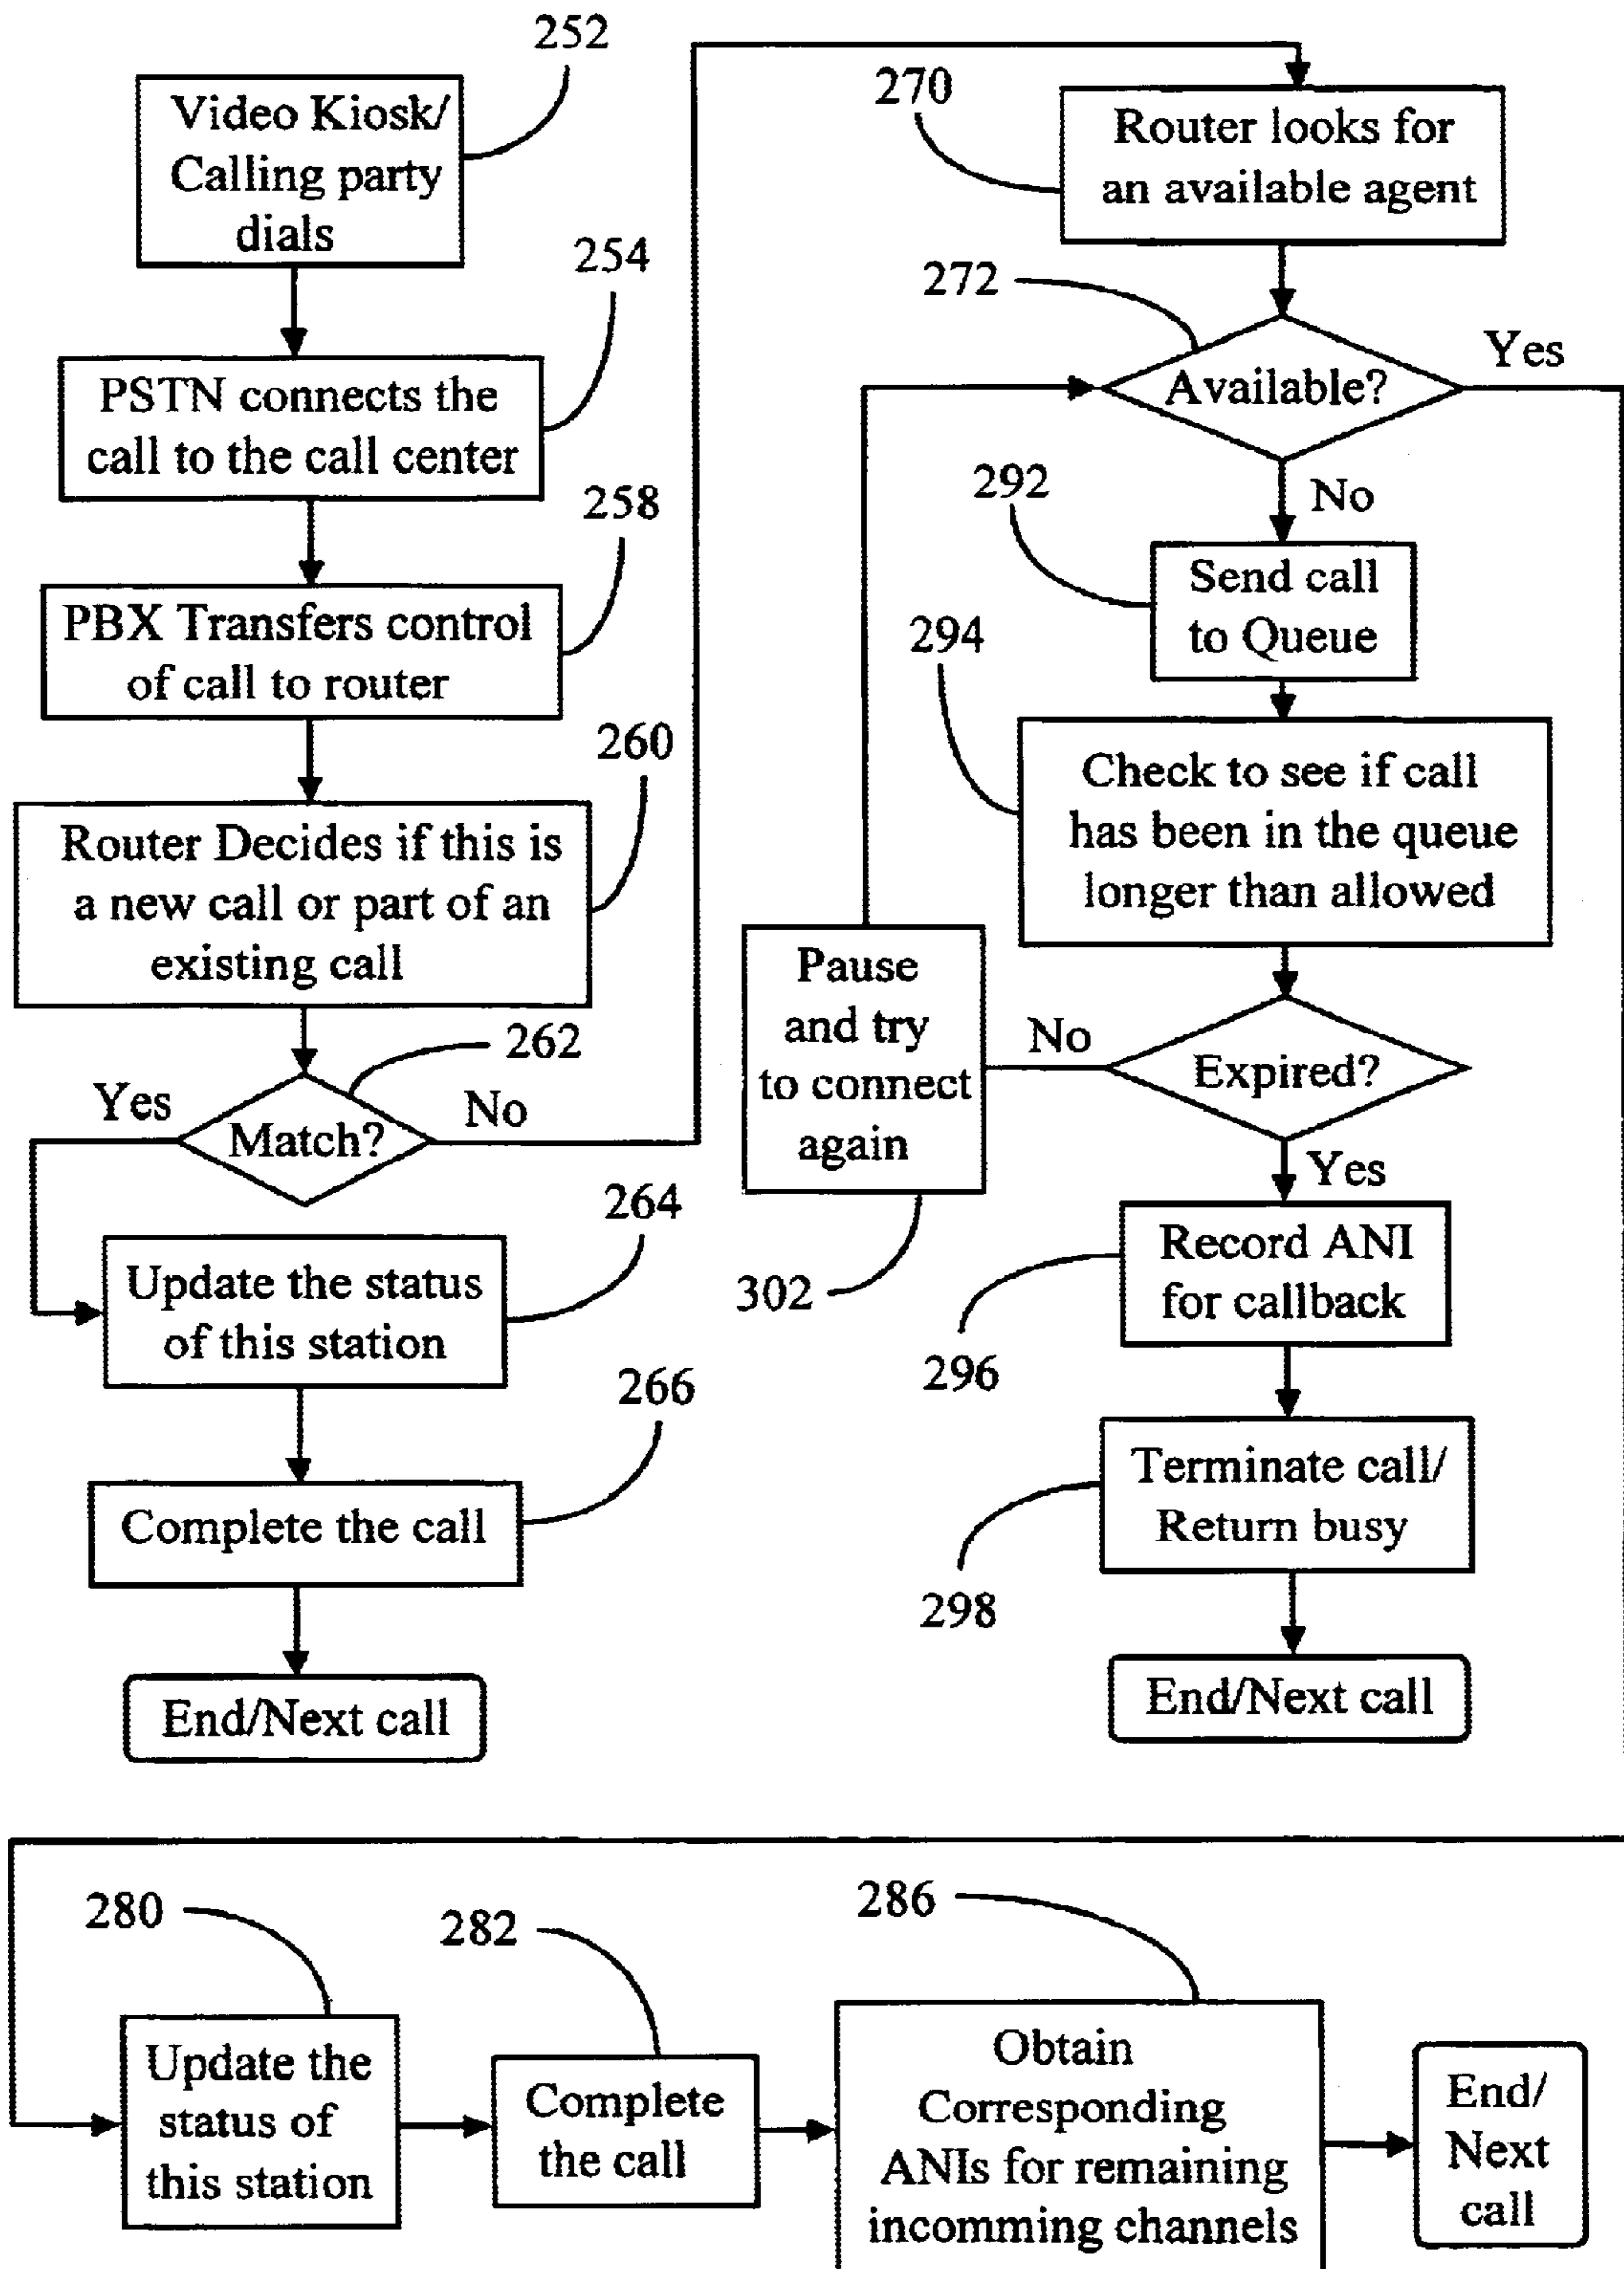 252
Video Kiosk/
Calling party
dials
254
PSTN connects the
call to the call center
258
PBX Transfers control
of call to router
260
Router Decides if this is
a new call or part of an
existing call
262
Yes
Match?
No
264
Update the status
of this station
266
Complete the call
End/Next call
270
Router looks for
an available agent
272
Available?
Yes
No
292
Send call
to Queue
294
Check to see if call
has been in the queue
longer than allowed
Expired?
No
Pause
and try
to connect
again
302
Yes
Record ANI
for callback
296
Terminate call/
Return busy
298
End/Next call
280
Update the
status of
this station
282
Complete
the call
286
Obtain
Corresponding
ANIs for remaining
incomming channels
End/
Next
call